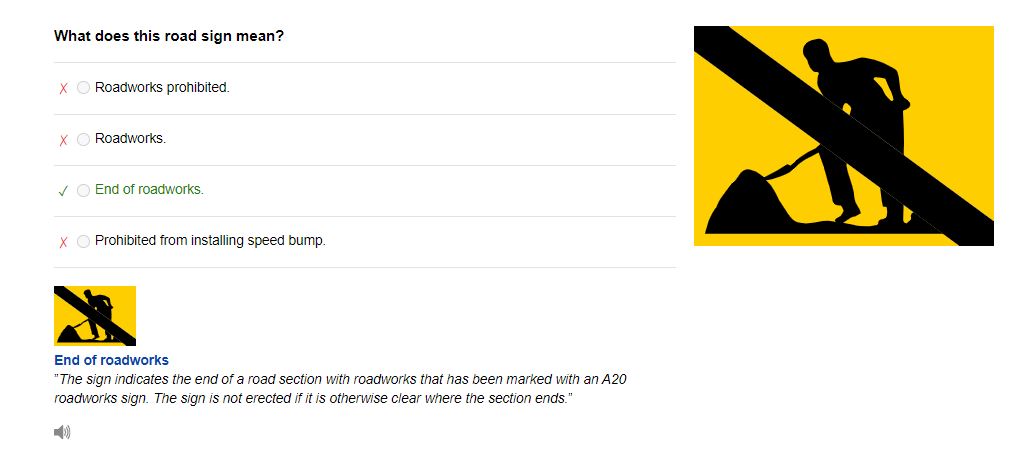 What does this road sign mean?
Roadworks prohibited.
Roadworks.
End of roadworks.
Prohibited from installing speed bump.
End of roadworks
"The sign indicates the end of a road section with roadworks that has been marked with an A20
roadworks sign. The sign is not erected if it is otherwise clear where the section ends."